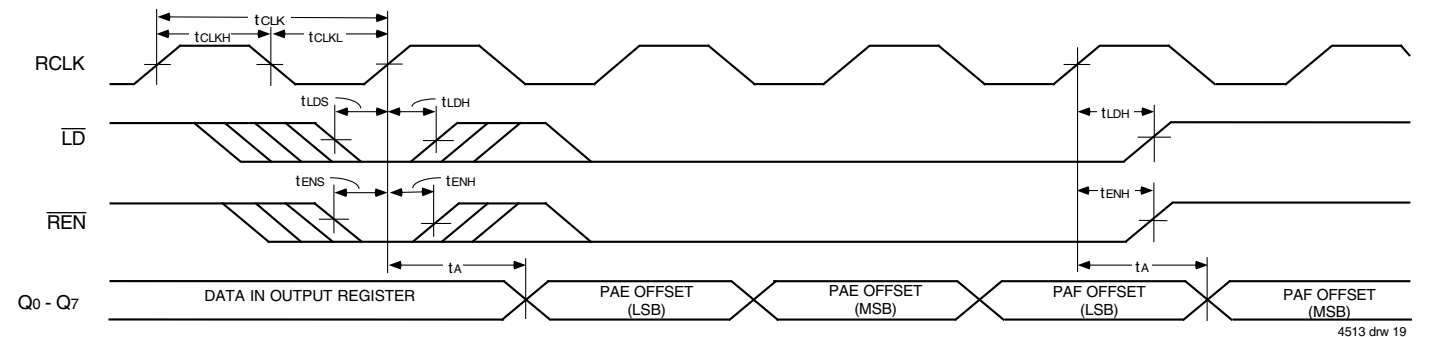 tCLK
tCLKH
tCLKL
RCLK
tLDS
tLDH
tLDH
LD
tENS
tENH
tENH
REN
tA
tA
Q0 - Q7
DATA IN OUTPUT REGISTER
PAE OFFSET
(LSB)
PAE OFFSET
(MSB)
PAF OFFSET
(LSB)
PAF OFFSET
(MSB)
4513 drw 19